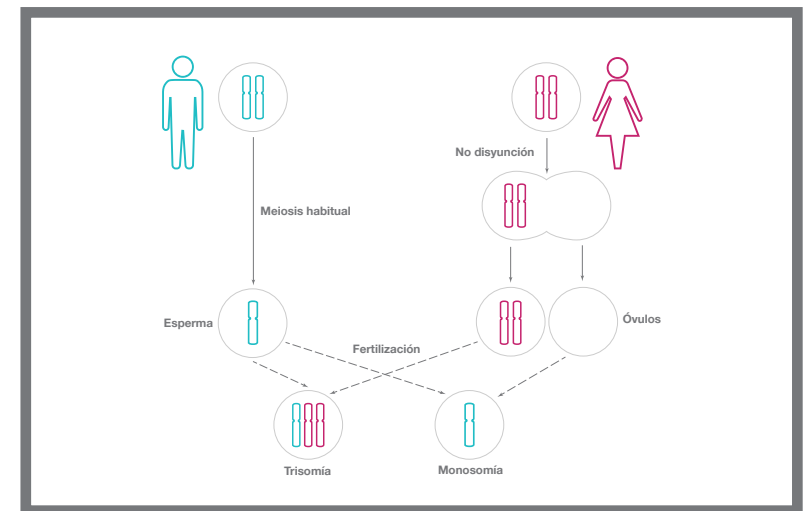 No disyunción
Meiosis habitual
Esperma
Óvulos
Fertilización
Trisomía
Monosomía